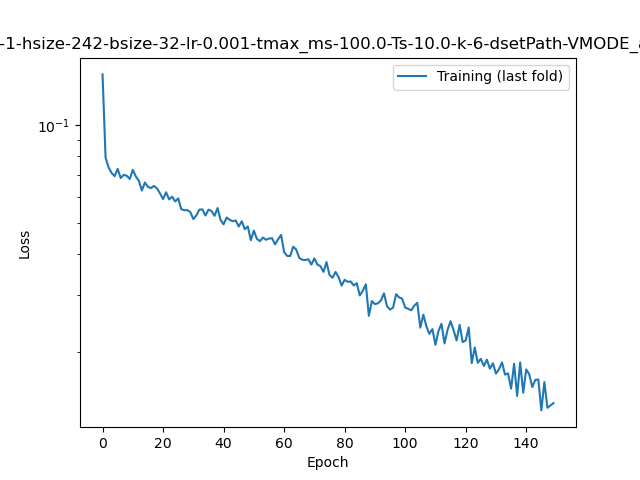 -1-hsize-242-bsize-32-lr-0.001-tmax_ms-100.0-Ts-10.0-k-6-dsetPath-VMODE_a
Training (last fold)
10⁻¹
Loss
0 20 40 60 80 100 120 140
Epoch